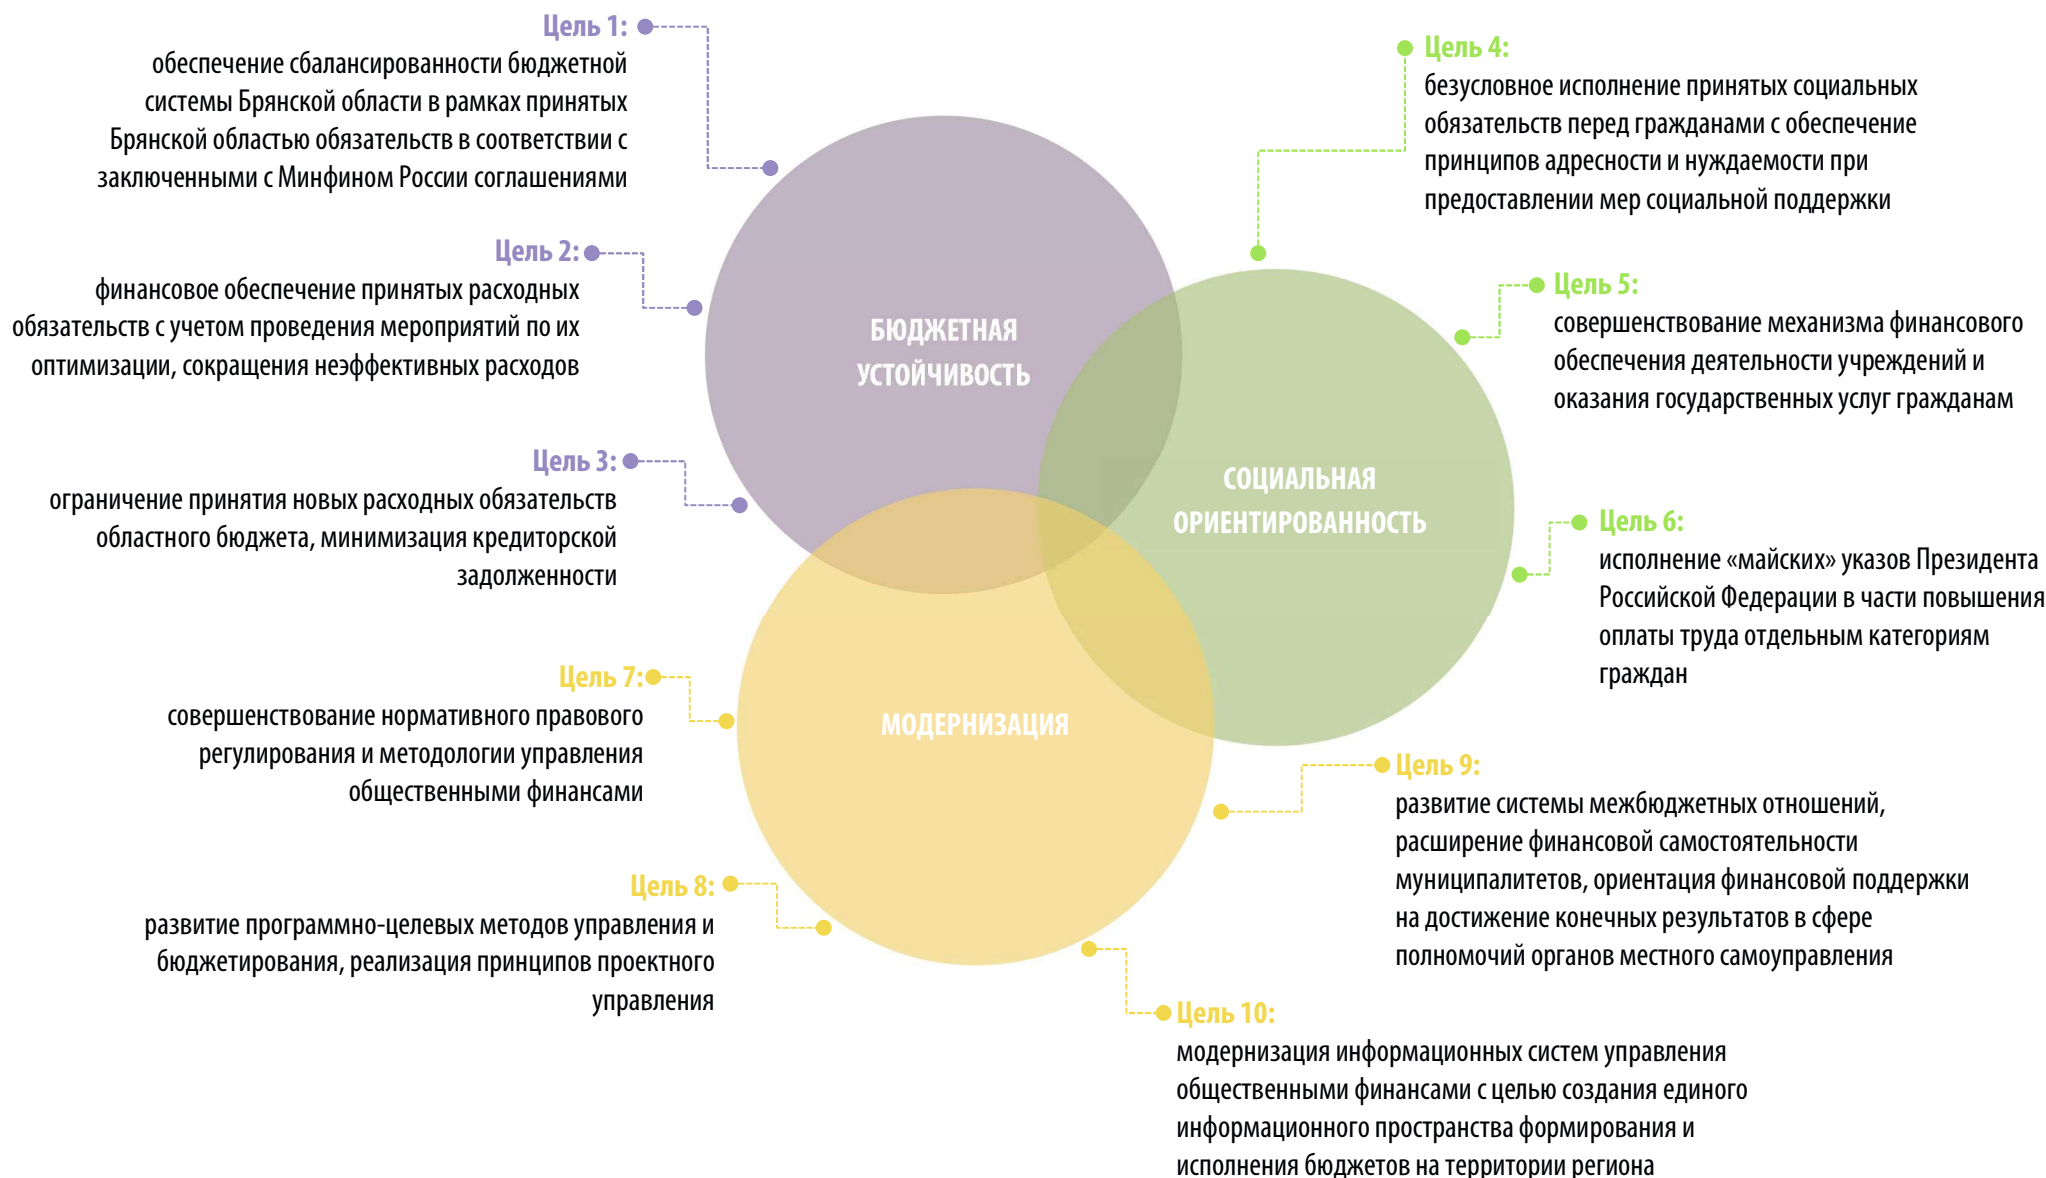 Цель 1:
обеспечение сбалансированности бюджетной
системы Брянской области в рамках принятых
Брянской областью обязательств в соответствии с
заключенными с Минфином России соглашениями
Цель 2:
финансовое обеспечение принятых расходных
обязательств с учетом проведения мероприятий по их
оптимизации, сокращения неэффективных расходов
Цель 3:
ограничение принятия новых расходных обязательств
областного бюджета, минимизация кредиторской
задолженности
БЮДЖЕТНАЯ
УСТОЙЧИВОСТЬ
Цель 4:
безусловное исполнение принятых социальных
обязательств перед гражданами с обеспечение
принципов адресности и нуждаемости при
предоставлении мер социальной поддержки
Цель 5:
совершенствование механизма финансового
обеспечения деятельности учреждений и
оказания государственных услуг гражданам
СОЦИАЛЬНАЯ
ОРИЕНТИРОВАННОСТЬ
Цель 6:
исполнение «майских» указов Президента
Российской Федерации в части повышения
оплаты труда отдельным категориям
граждан
Цель 7:
совершенствование нормативного правового
регулирования и методологии управления
общественными финансами
МОДЕРНИЗАЦИЯ
Цель 8:
развитие программно-целевых методов управления и
бюджетирования, реализация принципов проектного
управления
Цель 9:
развитие системы межбюджетных отношений,
расширение финансовой самостоятельности
муниципалитетов, ориентация финансовой поддержки
на достижение конечных результатов в сфере
полномочий органов местного самоуправления
Цель 10:
модернизация информационных систем управления
общественными финансами с целью создания единого
информационного пространства формирования и
исполнения бюджетов на территории региона